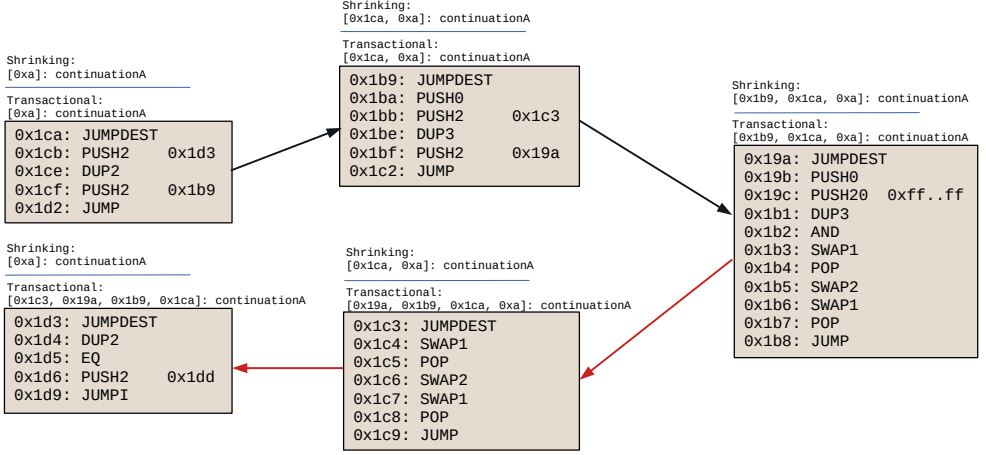 Shrinking:
[0xa]: continuationA
Transactional:
[0xa]: continuationA
0x1ca: JUMPDEST
0x1cb: PUSH2 0x1d3
0x1ce: DUP2
0x1cf: PUSH2 0x1b9
0x1d2: JUMP
Shrinking:
[0x1ca, 0xa]: continuationA
Transactional:
[0x1ca, 0xa]: continuationA
0x1b9: JUMPDEST
0x1ba: PUSH0
0x1bb: PUSH2 0x1c3
0x1be: DUP3
0x1bf: PUSH2 0x19a
0x1c2: JUMP
Shrinking:
[0x1b9, 0x1ca, 0xa]: continuationA
Transactional:
[0x1b9, 0x1ca, 0xa]: continuationA
0x19a: JUMPDEST
0x19b: PUSH0
0x19c: PUSH20 0xff..ff
0x1b1: DUP3
0x1b2: AND
0x1b3: SWAP1
0x1b4: POP
0x1b5: SWAP2
0x1b6: SWAP1
0x1b7: POP
0x1b8: JUMP
Shrinking:
[0xa]: continuationA
Transactional:
[0x1c3, 0x19a, 0x1b9, 0x1ca]: continuationA
0x1d3: JUMPDEST
0x1d4: DUP2
0x1d5: EQ
0x1d6: PUSH2 0x1dd
0x1d9: JUMPI
Shrinking:
[0x1ca, 0xa]: continuationA
Transactional:
[0x19a, 0x1b9, 0x1ca, 0xa]: continuationA
0x1c3: JUMPDEST
0x1c4: SWAP1
0x1c5: POP
0x1c6: SWAP2
0x1c7: SWAP1
0x1c8: POP
0x1c9: JUMP